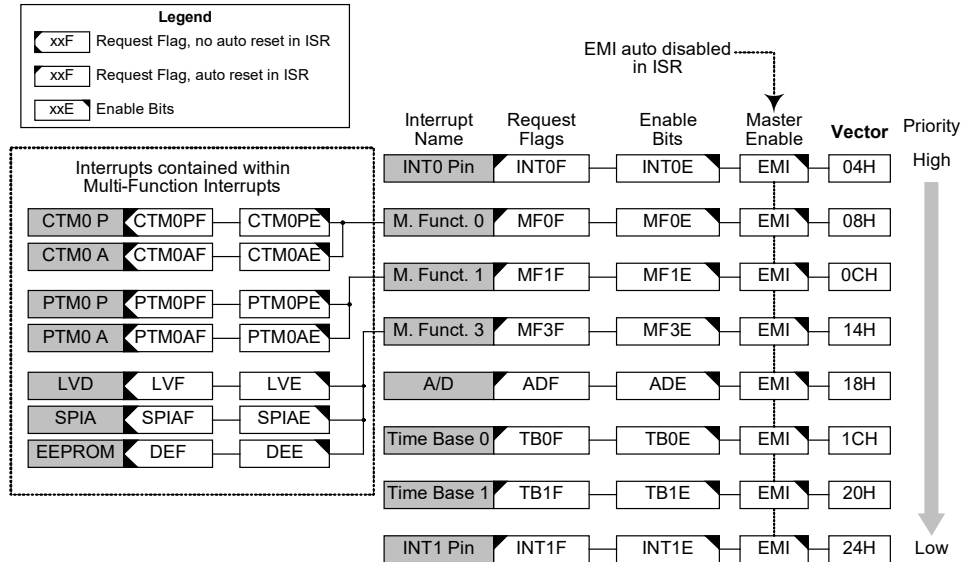 Legend
xxF Request Flag, no auto reset in ISR
xxF Request Flag, auto reset in ISR
xxE Enable Bits
EMI auto disabled
in ISR
Interrupt Name Request Flags Enable Bits Master Enable Vector Priority
INT0 Pin INT0F INT0E EMI 04H High
Interrupts contained within
Multi-Function Interrupts
CTM0 P CTM0PF CTM0PE M. Funct. 0 MF0F MF0E EMI 08H
CTM0 A CTM0AF CTM0AE
M. Funct. 1 MF1F MF1E EMI 0CH
PTM0 P PTM0PF PTM0PE
PTM0 A PTM0AF PTM0AE M. Funct. 3 MF3F MF3E EMI 14H
LVD LVF LVE A/D ADF ADE EMI 18H
SPIA SPIAF SPIAE
Time Base 0 TB0F TB0E EMI 1CH
EEPROM DEF DEE
Time Base 1 TB1F TB1E EMI 20H
INT1 Pin INT1F INT1E EMI 24H Low